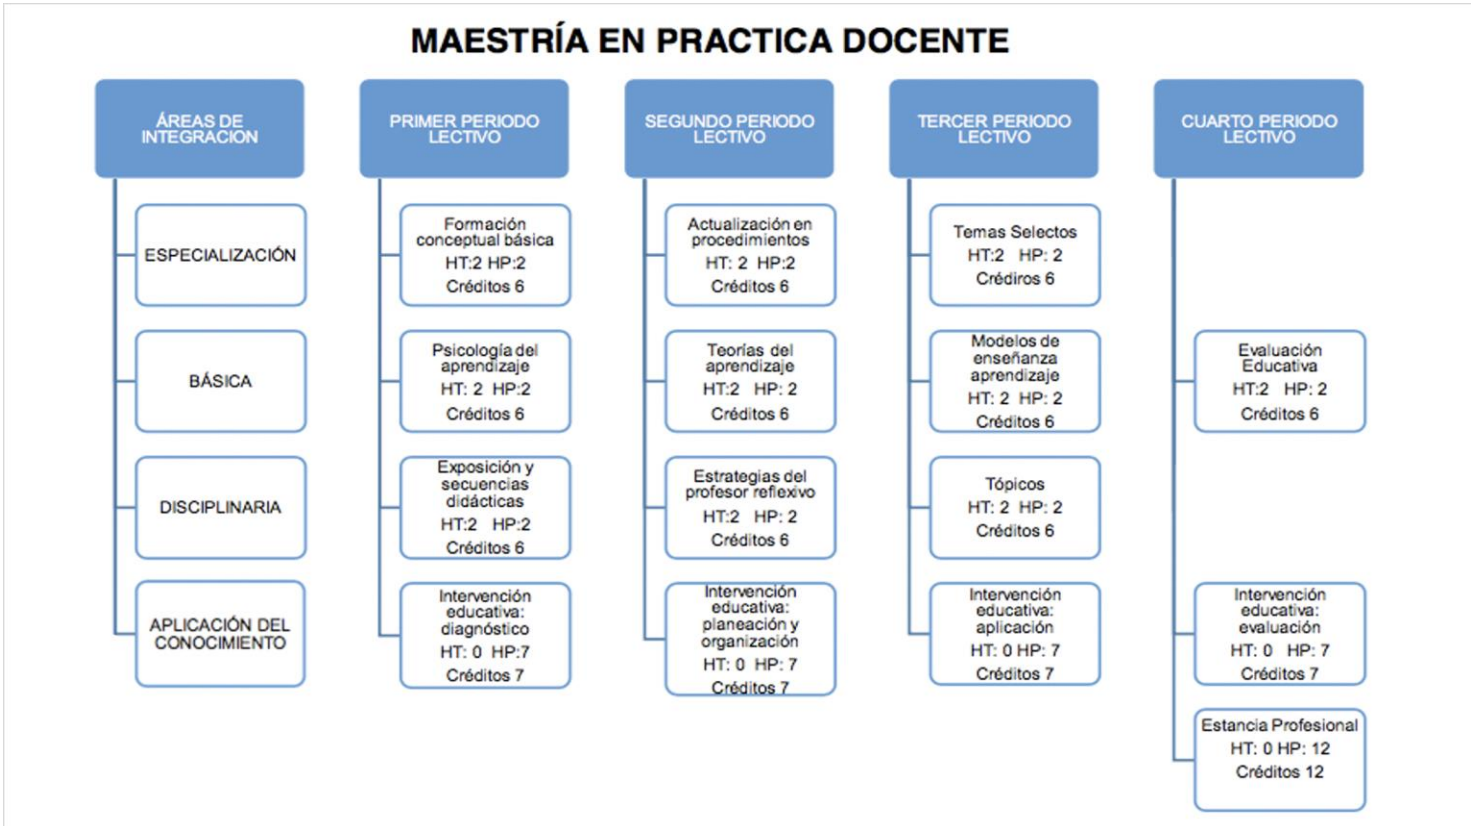 MAESTRÍA EN PRACTICA DOCENTE
ÁREAS DE
INTEGRACION
ESPECIALIZACIÓN
BÁSICA
DISCIPLINARIA
APLICACIÓN DEL
CONOCIMIENTO
PRIMER PERIODO
LECTIVO
Formación
conceptual básica
HT:2 HP:2
Créditos 6
Psicología del
aprendizaje
HT: 2 HP:2
Créditos 6
Exposición y
secuencias
didácticas
HT:2 HP:2
Créditos 6
Intervención
educativa:
diagnóstico
HT: 0 HP:7
Créditos 7
SEGUNDO PERIODO
LECTIVO
Actualización en
procedimientos
HT: 2 HP:2
Créditos 6
Teorías del
aprendizaje
HT:2 HP: 2
Créditos 6
Estrategias del
profesor reflexivo
HT:2 HP: 2
Créditos 6
Intervención
educativa:
planeación y
organización
HT: 0 HP: 7
Créditos 7
TERCER PERIODO
LECTIVO
Temas Selectos
HT:2 HP: 2
Crédiros 6
Modelos de
enseñanza
aprendizaje
HT: 2 HP: 2
Créditos 6
Tópicos
HT: 2 HP: 2
Créditos 6
Intervención
educativa:
aplicación
HT: 0 HP: 7
Créditos 7
CUARTO PERIODO
LECTIVO
Evaluación
Educativa
HT:2 HP: 2
Créditos 6
Intervención
educativa:
evaluación
HT: 0 HP: 7
Créditos 7
Estancia Profesional
HT: 0 HP: 12
Créditos 12